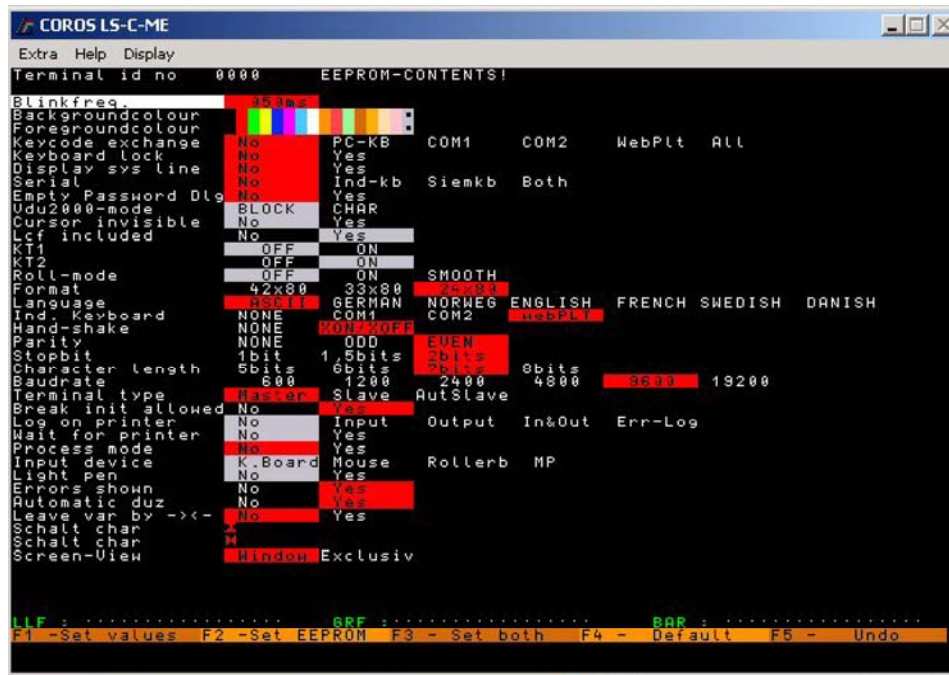 COROS LS-C-ME
Extra Help Display
Terminal id no 0000 EEPROM-CONTENTS!
Blinkfreq. 050ms
Backgroundcolour
Foregroundcolour
Keycode exchange No PC-KB COM1 COM2 WebPlt All
Keyboard lock No Yes
Display sys line No Yes
Serial No Ind-kb Siemkb Both
Empty Password Dlg No Yes
Vdu2000-mode BLOCK CHAR
Cursor invisible No Yes
Lcf included No Yes
KT1 OFF ON
KT2 OFF ON
Roll-mode OFF ON SMOOTH
Format 42x80 33x80 24x80
Language ASCII GERMAN NORWEG ENGLISH FRENCH SWEDISH DANISH
Ind. Keyboard NONE COM1 COM2 webPLT
Hand-shake NONE XON/XOFF
Parity NONE ODD EVEN
Stopbit 1bit 1,5bits 2bits
Character length 5bits 6bits 7bits 8bits
Baudrate 600 1200 2400 4800 9600 19200
Terminal type Master Slave AutSlave
Break init allowed No Yes
Log on printer No Input Output In&Out Err-Log
Wait for printer No Yes
Process mode No Yes
Input device K.Board Mouse Rollerb MP
Light pen No Yes
Errors shown No Yes
Automatic duz No Yes
Leave var by -><- No Yes
Schalt char
Schalt char
Screen-View Window Exclusiv
LLF : GRF : BAR :
F1 -Set values F2 -Set EEPROM F3 - Set both F4 - Default F5 - Undo